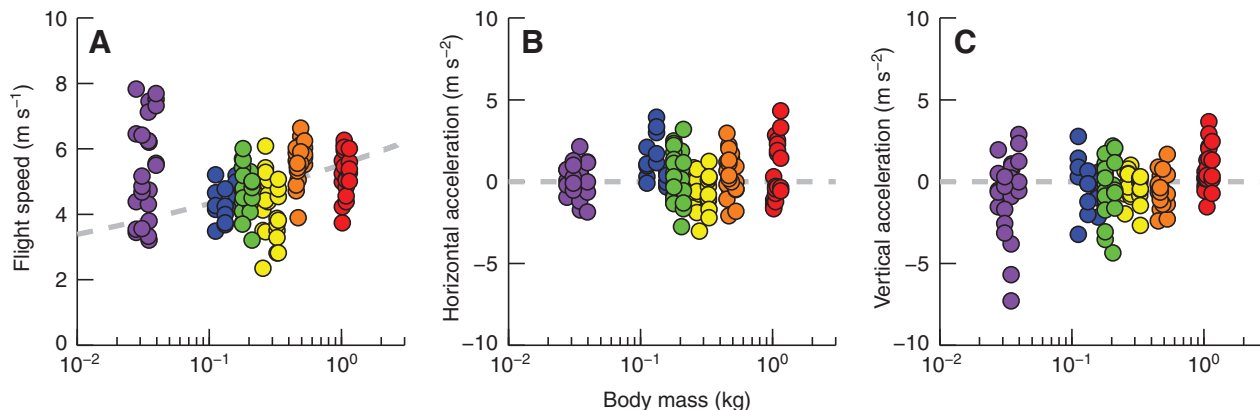 A
Flight speed (m s⁻¹)
10
8
6
4
2
0
10⁻² 10⁻¹ 10⁰
B
Horizontal acceleration (m s⁻²)
10
5
0
−5
−10
10⁻² 10⁻¹ 10⁰
Body mass (kg)
C
Vertical acceleration (m s⁻²)
10
5
0
−5
−10
10⁻² 10⁻¹ 10⁰